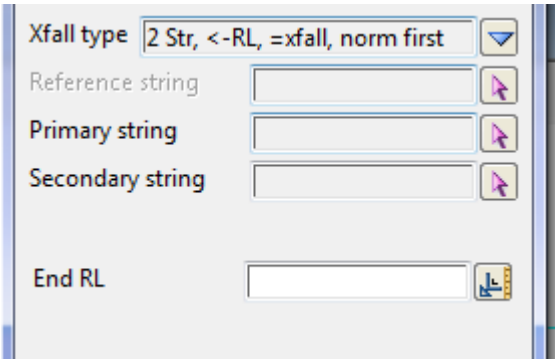 Xfall type 2 Str, <-RL, =xfall, norm first
Reference string
Primary string
Secondary string
End RL